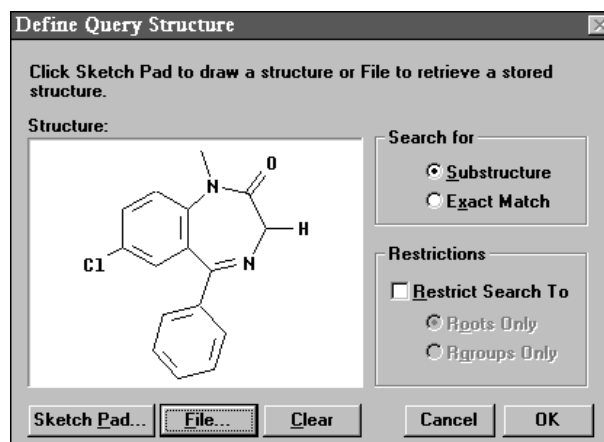 Define Query Structure
Click Sketch Pad to draw a structure or File to retrieve a stored
structure.
Structure:
N
O
H
N
Cl
Search for
Substructure
Exact Match
Restrictions
Restrict Search To
Roots Only
Rgroups Only
Sketch Pad...
File...
Clear
Cancel
OK